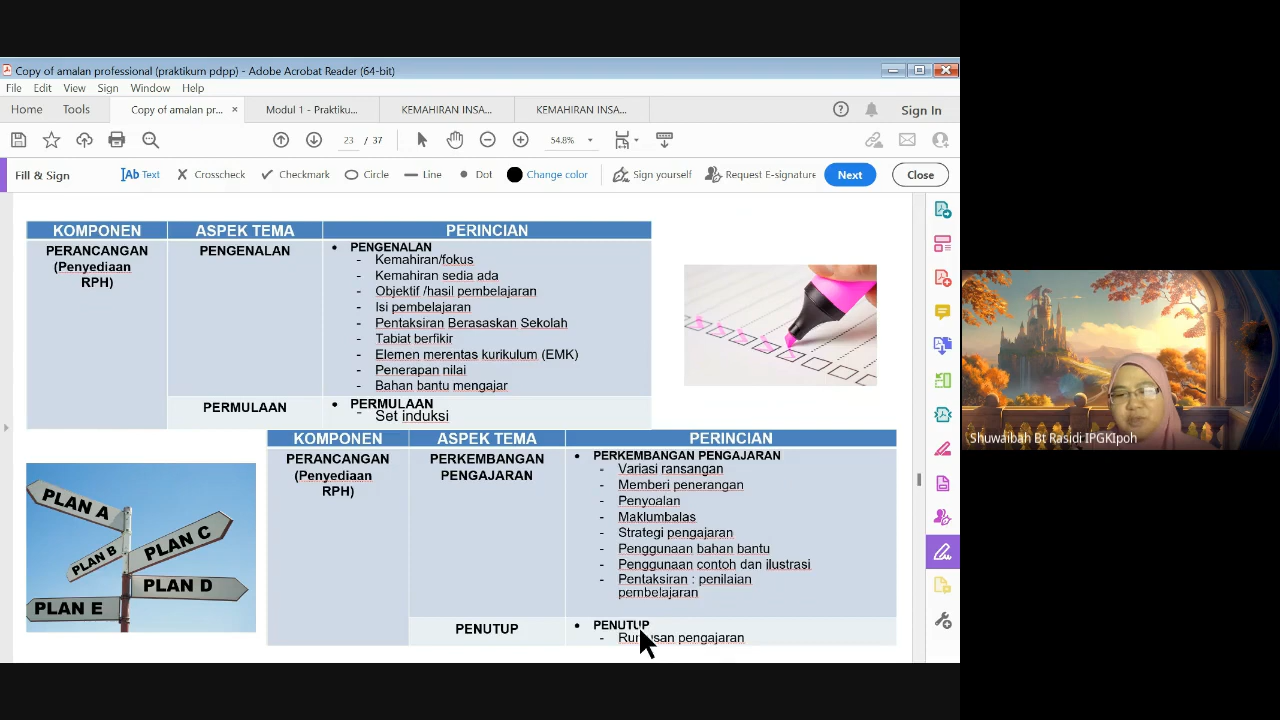 Copy of amalan professional (praktikum pdpp) - Adobe Acrobat Reader (64-bit)
File Edit View Sign Window Help
Home Tools Copy of amalan pr... × Modul 1 - Praktiku... KEMAHIRAN INSA... KEMAHIRAN INSA... Sign In
23 / 37 54.8%
Fill & Sign Ab Text Crosscheck Checkmark Circle Line Dot Change color Sign yourself Request E-signature Next Close
KOMPONEN ASPEK TEMA PERINCIAN
PERANCANGAN
(Penyediaan
RPH)
PENGENALAN
• PENGENALAN
- Kemahiran/fokus
- Kemahiran sedia ada
- Objektif /hasil pembelajaran
- Isi pembelajaran
- Pentaksiran Berasaskan Sekolah
- Tabiat berfikir
- Elemen merentas kurikulum (EMK)
- Penerapan nilai
- Bahan bantu mengajar
PERMULAAN
• PERMULAAN
- Set induksi
KOMPONEN ASPEK TEMA PERINCIAN
PERANCANGAN
(Penyediaan
RPH)
PERKEMBANGAN
PENGAJARAN
• PERKEMBANGAN PENGAJARAN
- Variasi ransangan
- Memberi penerangan
- Penyoalan
- Maklumbalas
- Strategi pengajaran
- Penggunaan bahan bantu
- Penggunaan contoh dan ilustrasi
- Pentaksiran : penilaian
pembelajaran
PENUTUP
• PENUTUP
- pengajaran
PLAN A
PLAN B
PLAN C
PLAN D
PLAN E
Shuwaibah Bt Rasidi IPGKIpoh